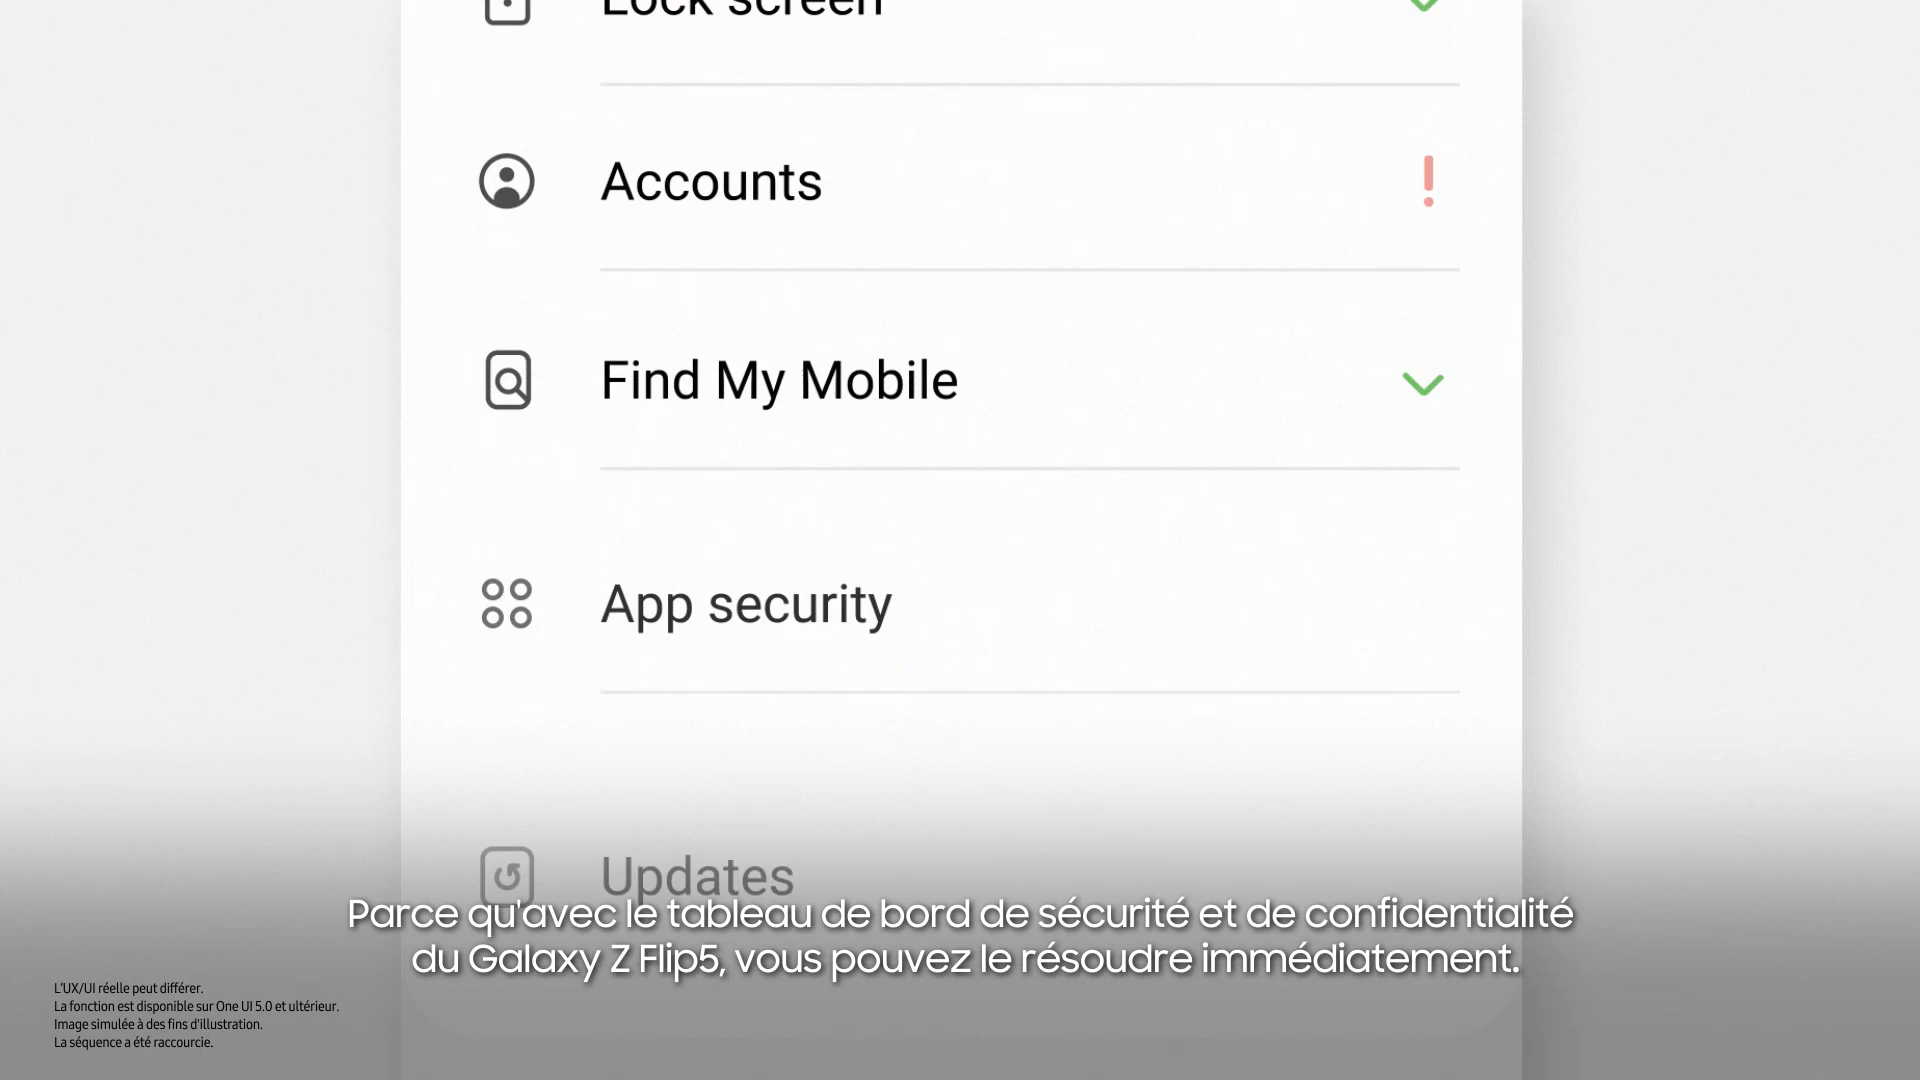 Lock screen
Accounts
Find My Mobile
App security
Updates
Parce qu'avec le tableau de bord de sécurité et de confidentialité
du Galaxy Z Flip5, vous pouvez le résoudre immédiatement.
L'UX/UI réelle peut différer.
La fonction est disponible sur One UI 5.0 et ultérieur.
Image simulée à des fins d'illustration.
La séquence a été raccourcie.